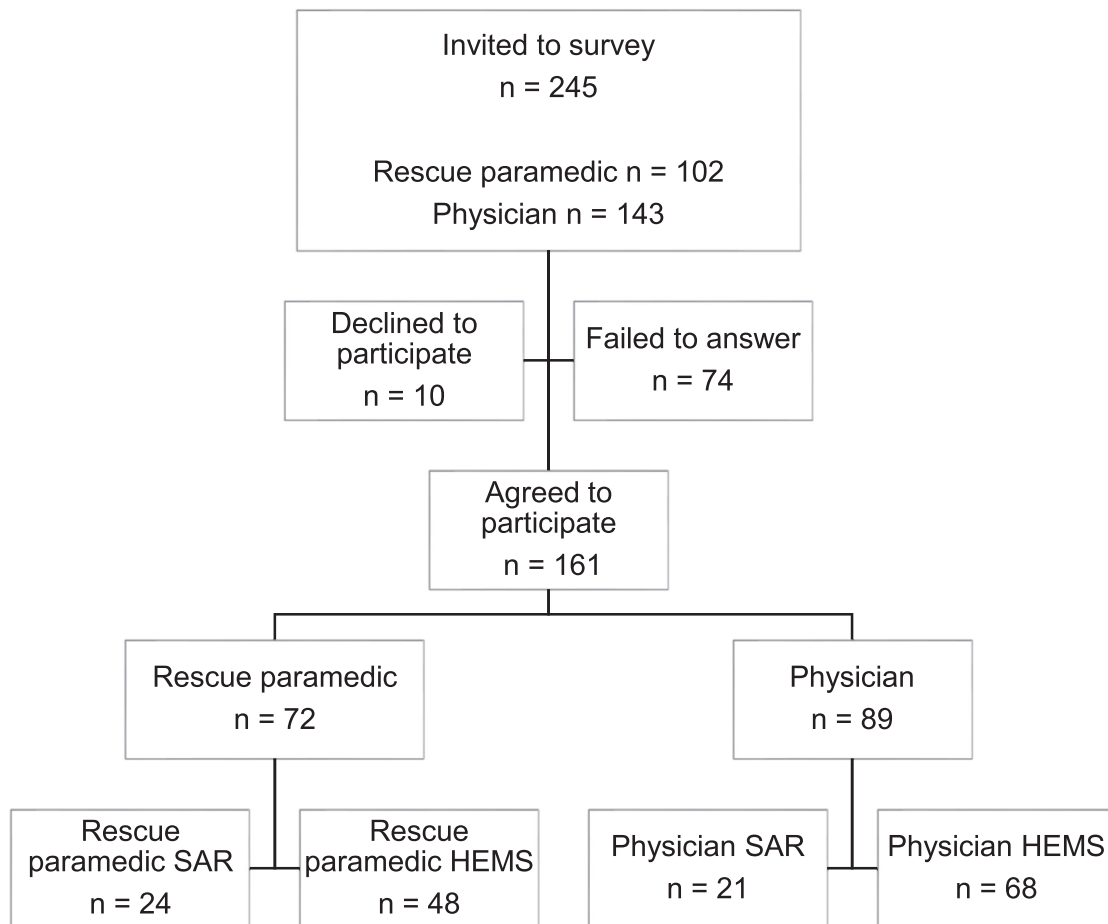 Invited to survey
n = 245
Rescue paramedic n = 102
Physician n = 143
Declined to
participate
n = 10
Failed to answer
n = 74
Agreed to
participate
n = 161
Rescue paramedic
n = 72
Physician
n = 89
Rescue
paramedic SAR
n = 24
Rescue
paramedic HEMS
n = 48
Physician SAR
n = 21
Physician HEMS
n = 68